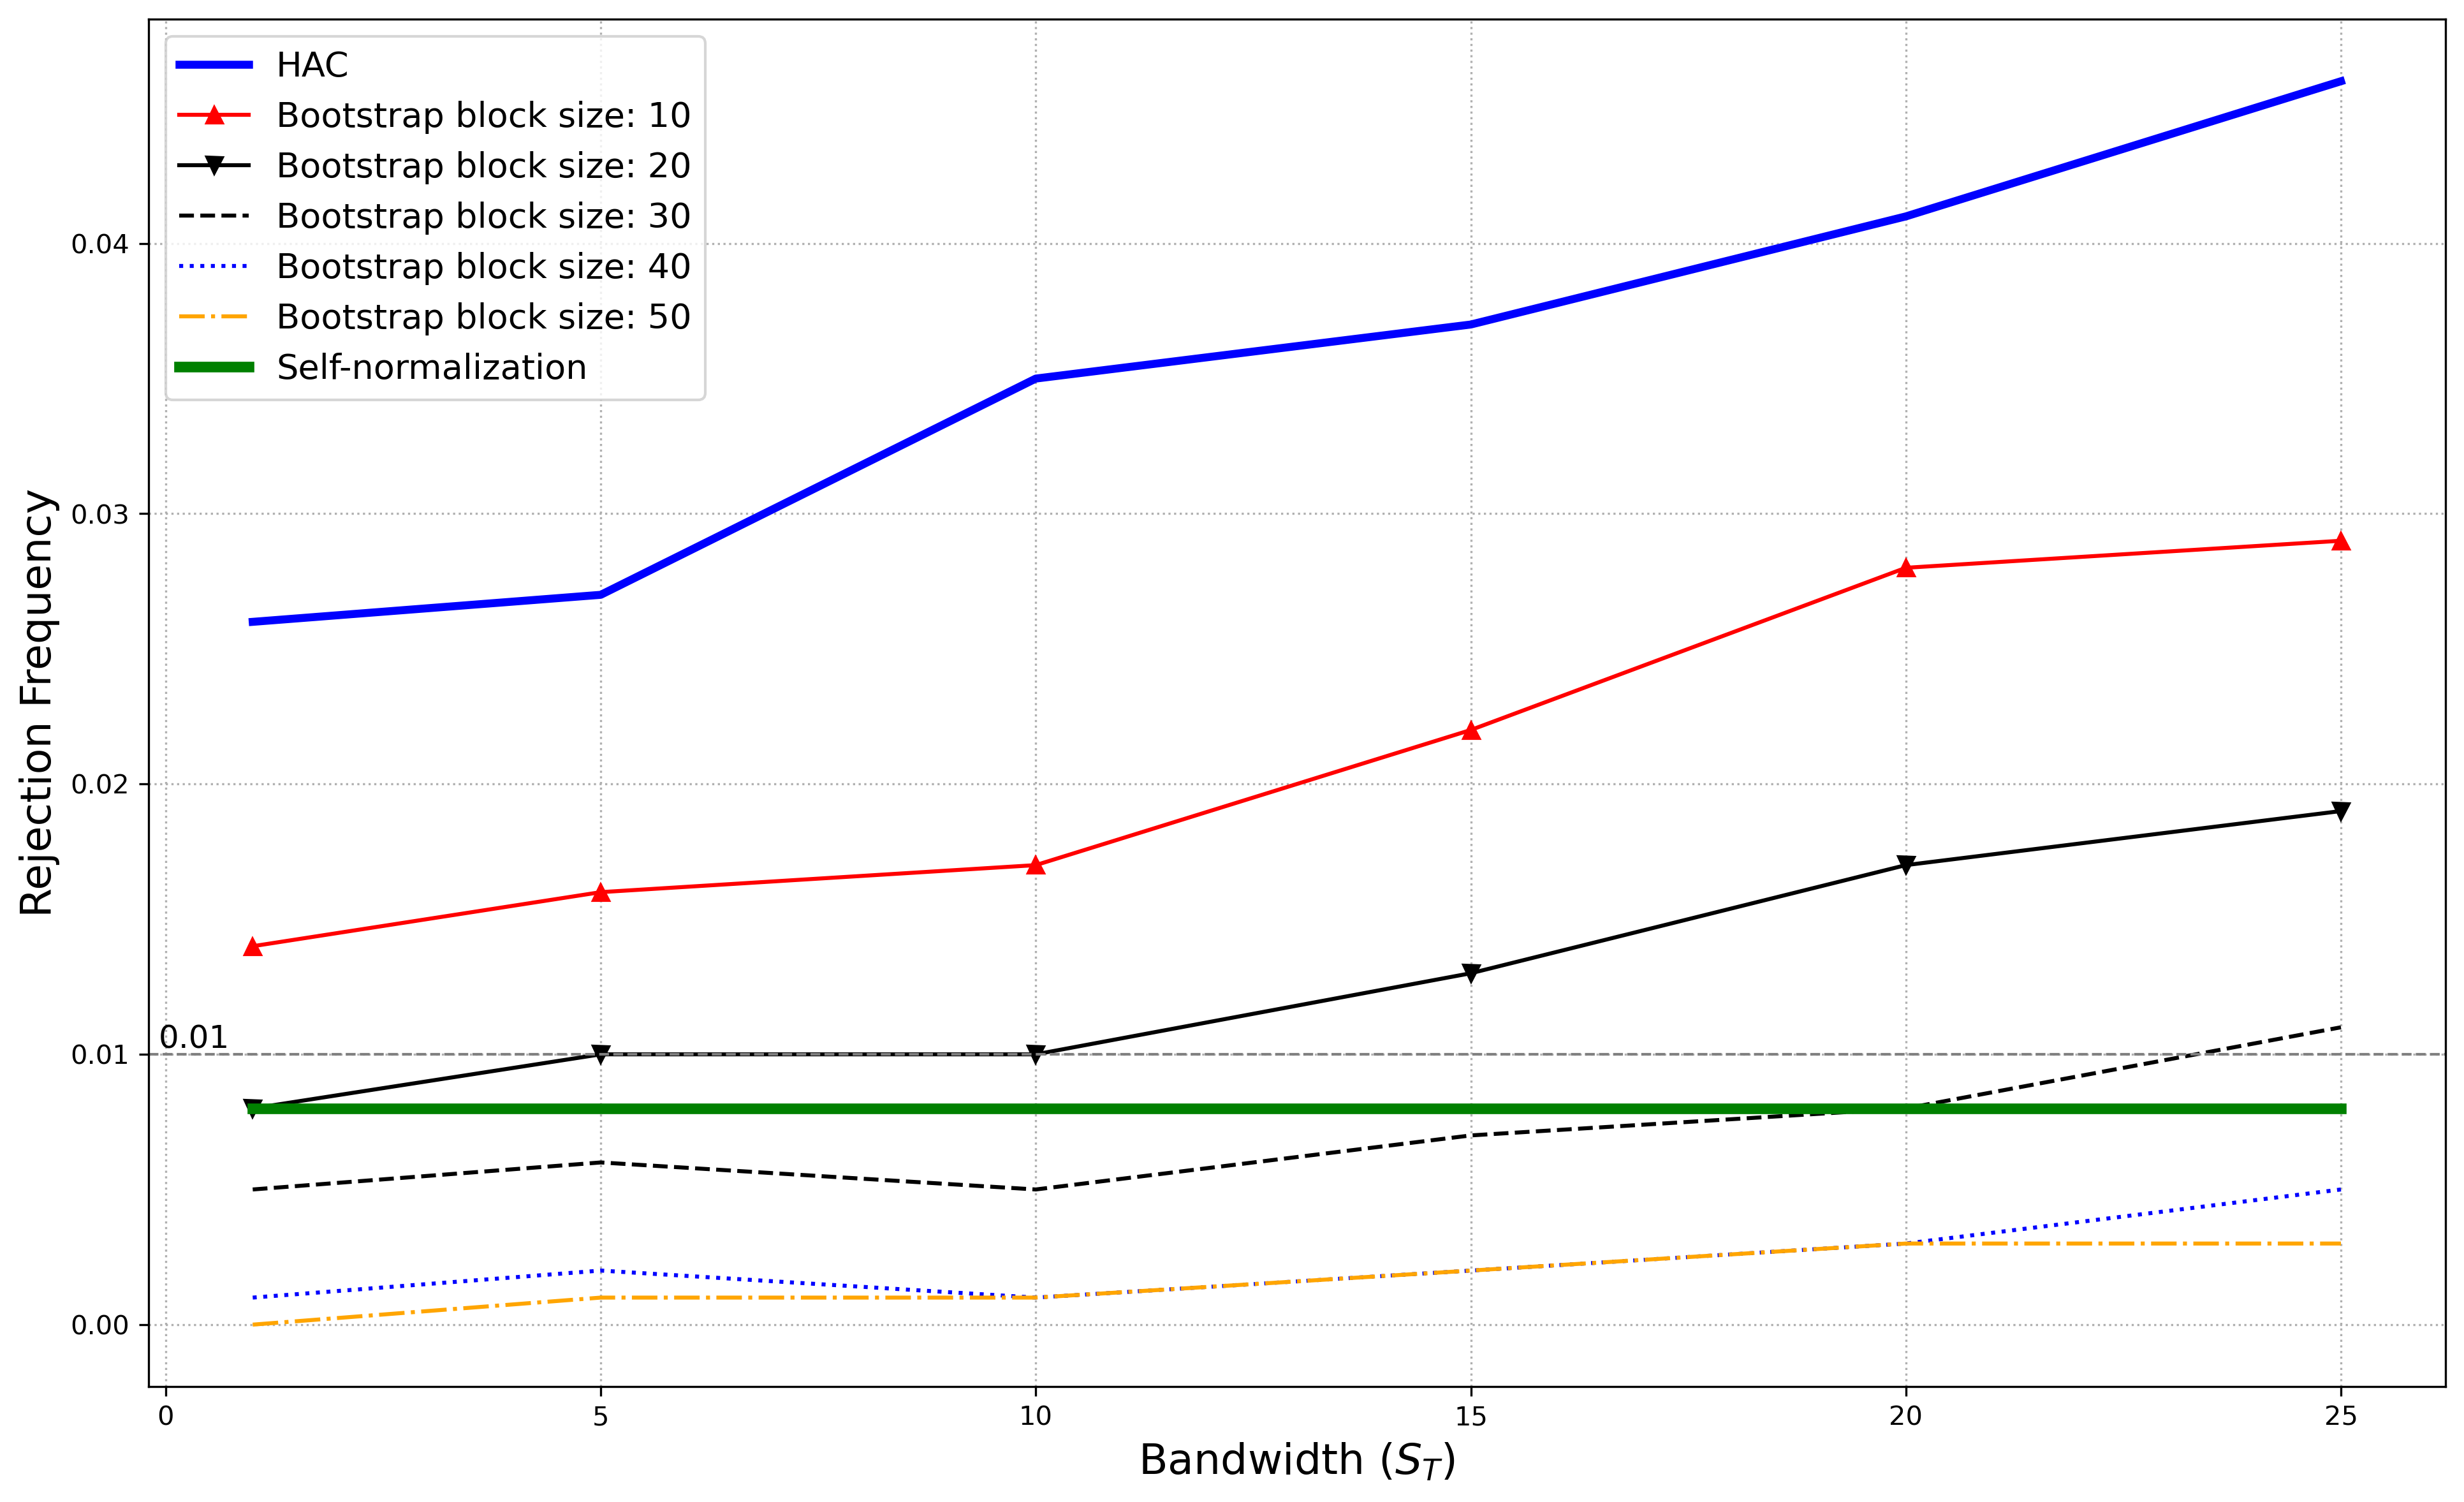 HAC
Bootstrap block size: 10
Bootstrap block size: 20
Bootstrap block size: 30
Bootstrap block size: 40
Bootstrap block size: 50
Self-normalization
Rejection Frequency
0.04
0.03
0.02
0.01
0.01
0.00
0 5 10 15 20 25
Bandwidth (S_T)